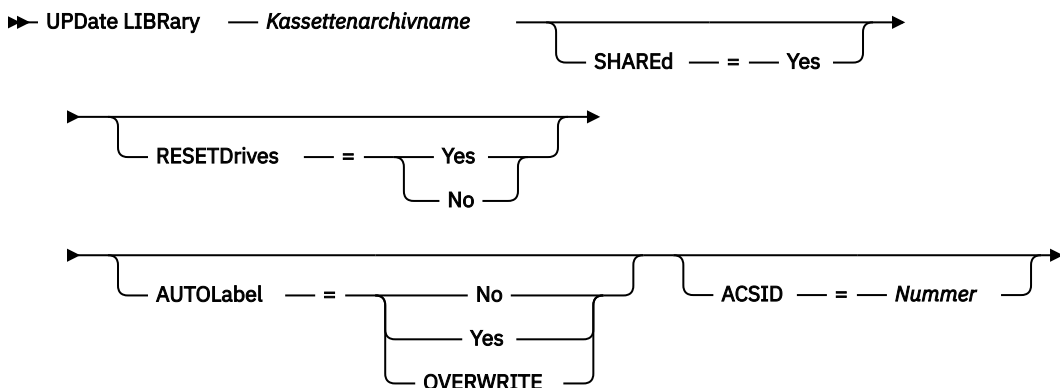 UPDate LIBRary Kassettenarchivname
SHAREd = Yes
RESETDrives = Yes
No
AUTOLabel = No
Yes
OVERWRITE
ACSID = Nummer